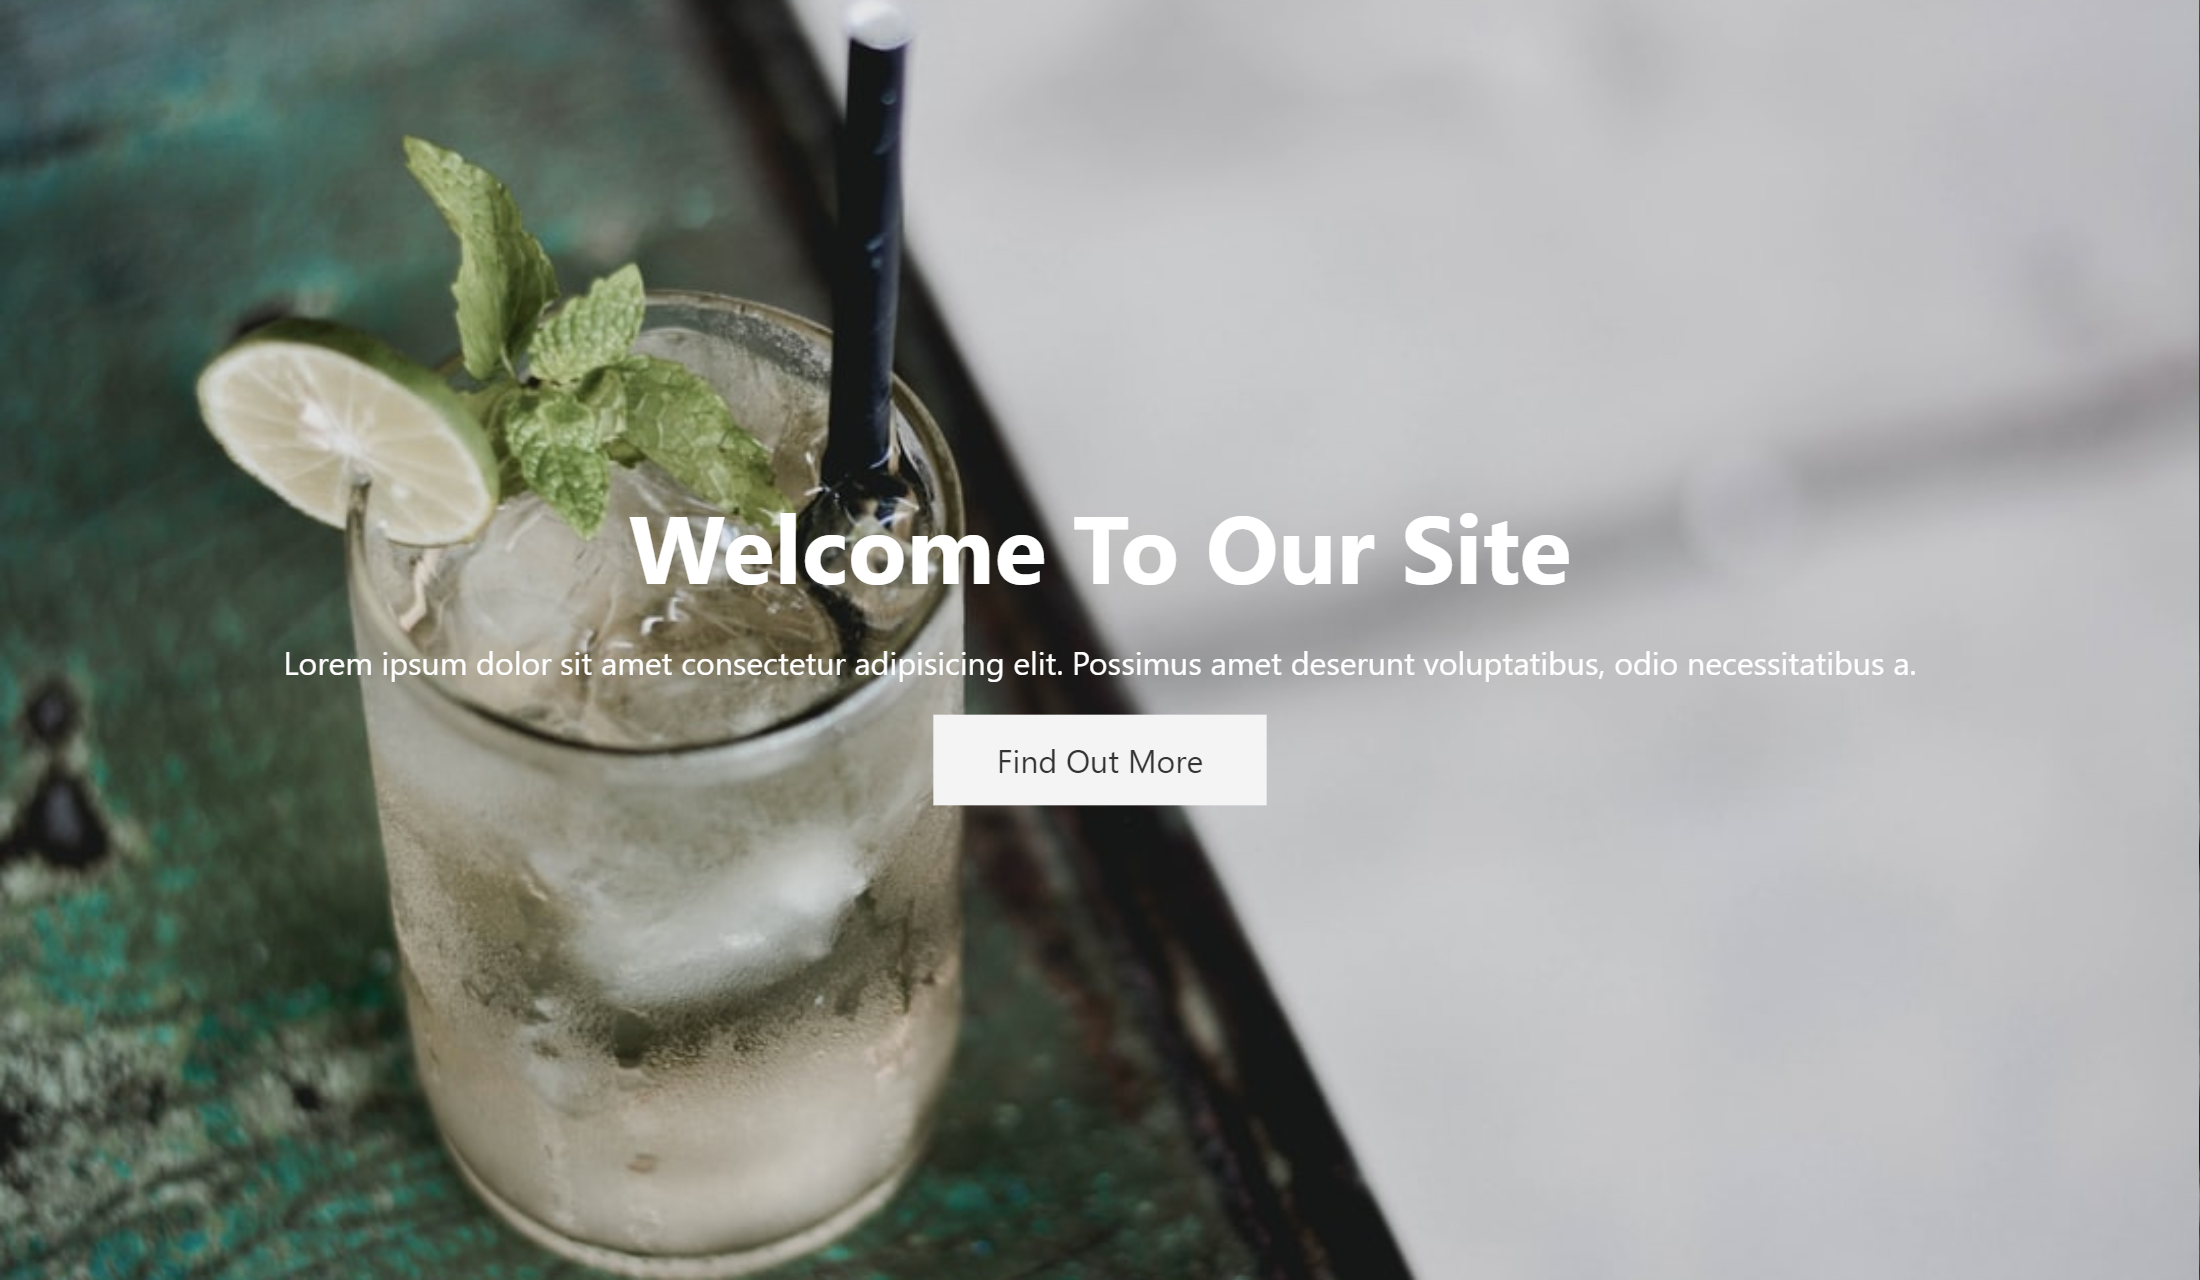 Welcome To Our Site
Lorem ipsum dolor sit amet consectetur adipisicing elit. Possimus amet deserunt voluptatibus, odio necessitatibus a.
Find Out More